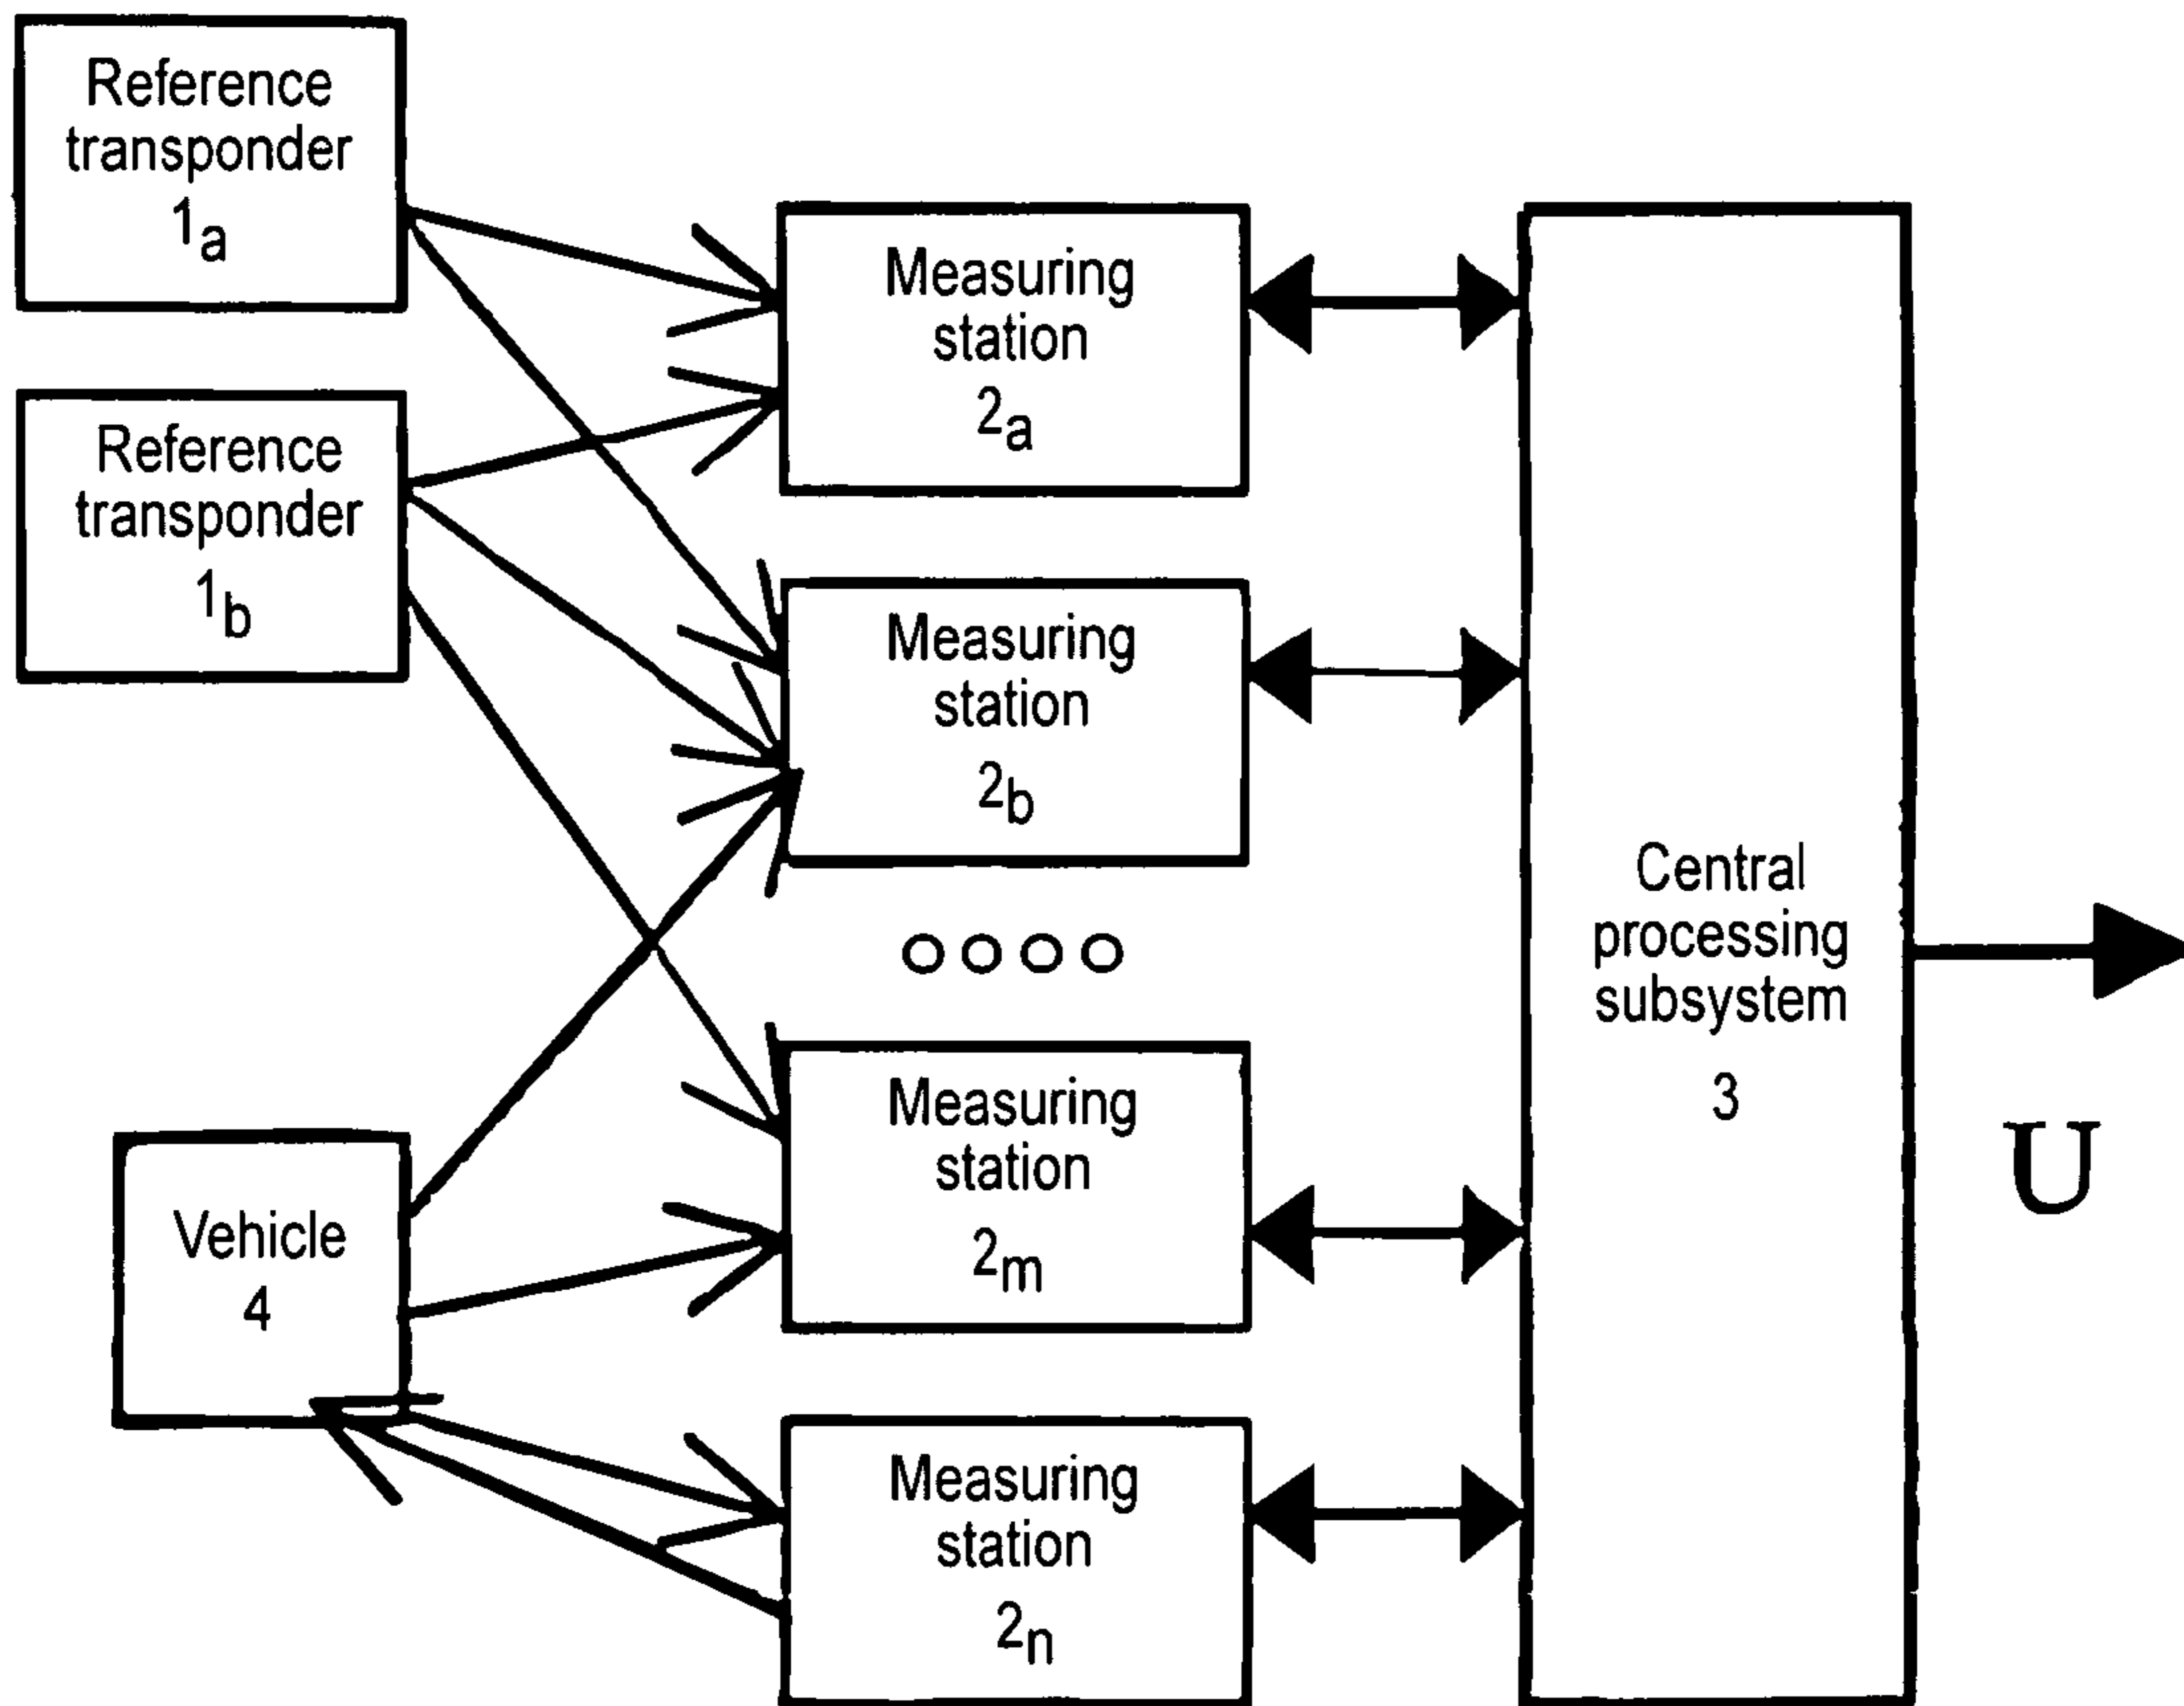 Reference
transponder
1a
Reference
transponder
1b
Vehicle
4
Measuring
station
2a
Measuring
station
2b
Measuring
station
2m
Measuring
station
2n
Central
processing
subsystem
3
U